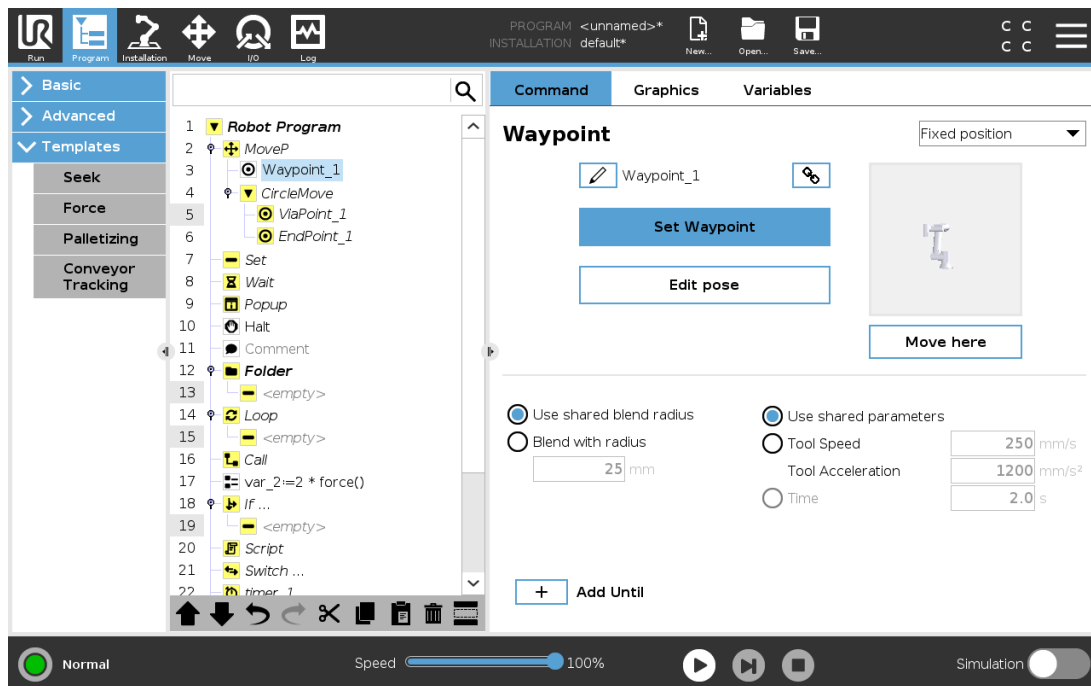 PROGRAM <unnamed>*
INSTALLATION default*
C C
C C
UR
Run
Program
Installation
Move
I/O
Log
New...
Open...
Save...
Basic
Advanced
Templates
Seek
Force
Palletizing
Conveyor
Tracking
1 Robot Program
2 MoveP
3 Waypoint_1
4 CircleMove
5 ViaPoint_1
6 EndPoint_1
7 Set
8 Wait
9 Popup
10 Halt
11 Comment
12 Folder
13 <empty>
14 Loop
15 <empty>
16 Call
17 var_2:=2 * force()
18 If ...
19 <empty>
20 Script
21 Switch ...
22 timer_1
Command Graphics Variables
Waypoint
Fixed position
Waypoint_1
Set Waypoint
Edit pose
Move here
Use shared blend radius
Blend with radius
25 mm
Use shared parameters
Tool Speed 250 mm/s
Tool Acceleration 1200 mm/s²
Time 2.0 s
+ Add Until
Normal
Speed 100%
Simulation